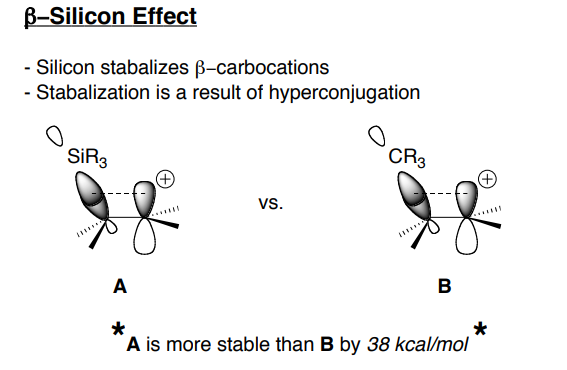 β–Silicon Effect
- Silicon stabalizes β–carbocations
- Stabalization is a result of hyperconjugation
SiR3 + vs. CR3 +
A B
* A is more stable than B by 38 kcal/mol *